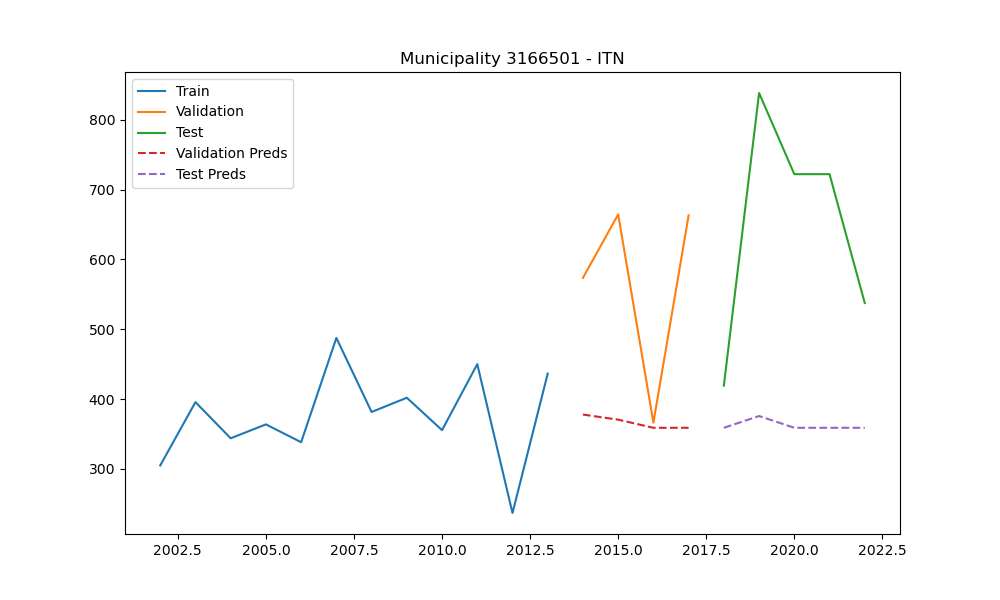 Municipality 3166501 - ITN
Train
Validation
Test
Validation Preds
Test Preds
800
700
600
500
400
300
2002.5 2005.0 2007.5 2010.0 2012.5 2015.0 2017.5 2020.0 2022.5